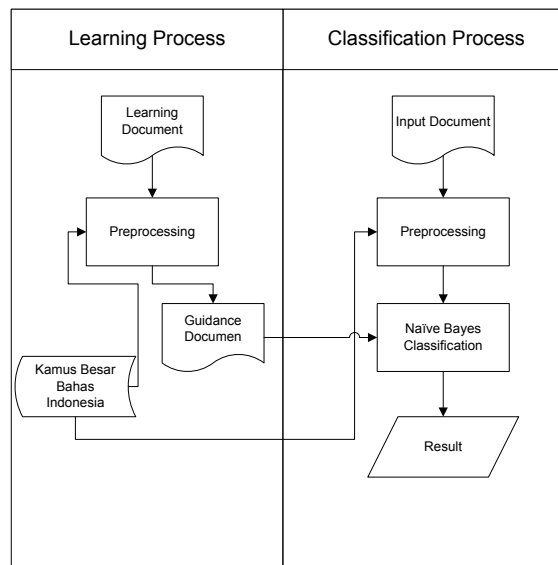 Learning Process
Classification Process
Learning
Document
Input Document
Preprocessing
Preprocessing
Guidance
Documen
Naïve Bayes
Classification
Kamus Besar
Bahas
Indonesia
Result